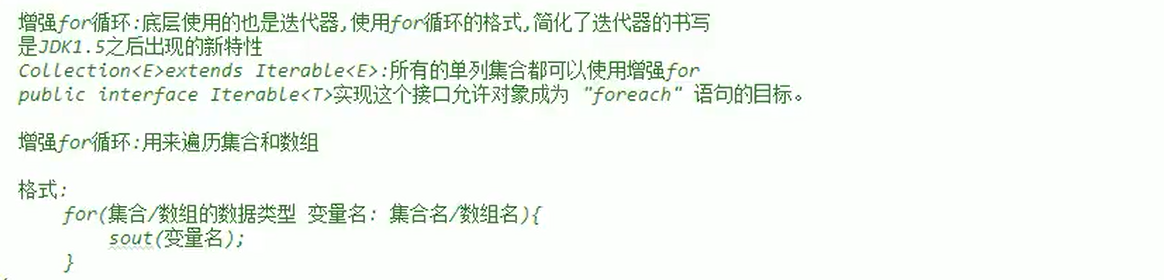 增强for循环:底层使用的也是迭代器,使用for循环的格式,简化了迭代器的书写
是JDK1.5之后出现的新特性
Collection<E>extends Iterable<E>:所有的单列集合都可以使用增强for
public interface Iterable<T>实现这个接口允许对象成为 "foreach" 语句的目标。
增强for循环:用来遍历集合和数组
格式:
for(集合/数组的数据类型 变量名: 集合名/数组名){
sout(变量名);
}